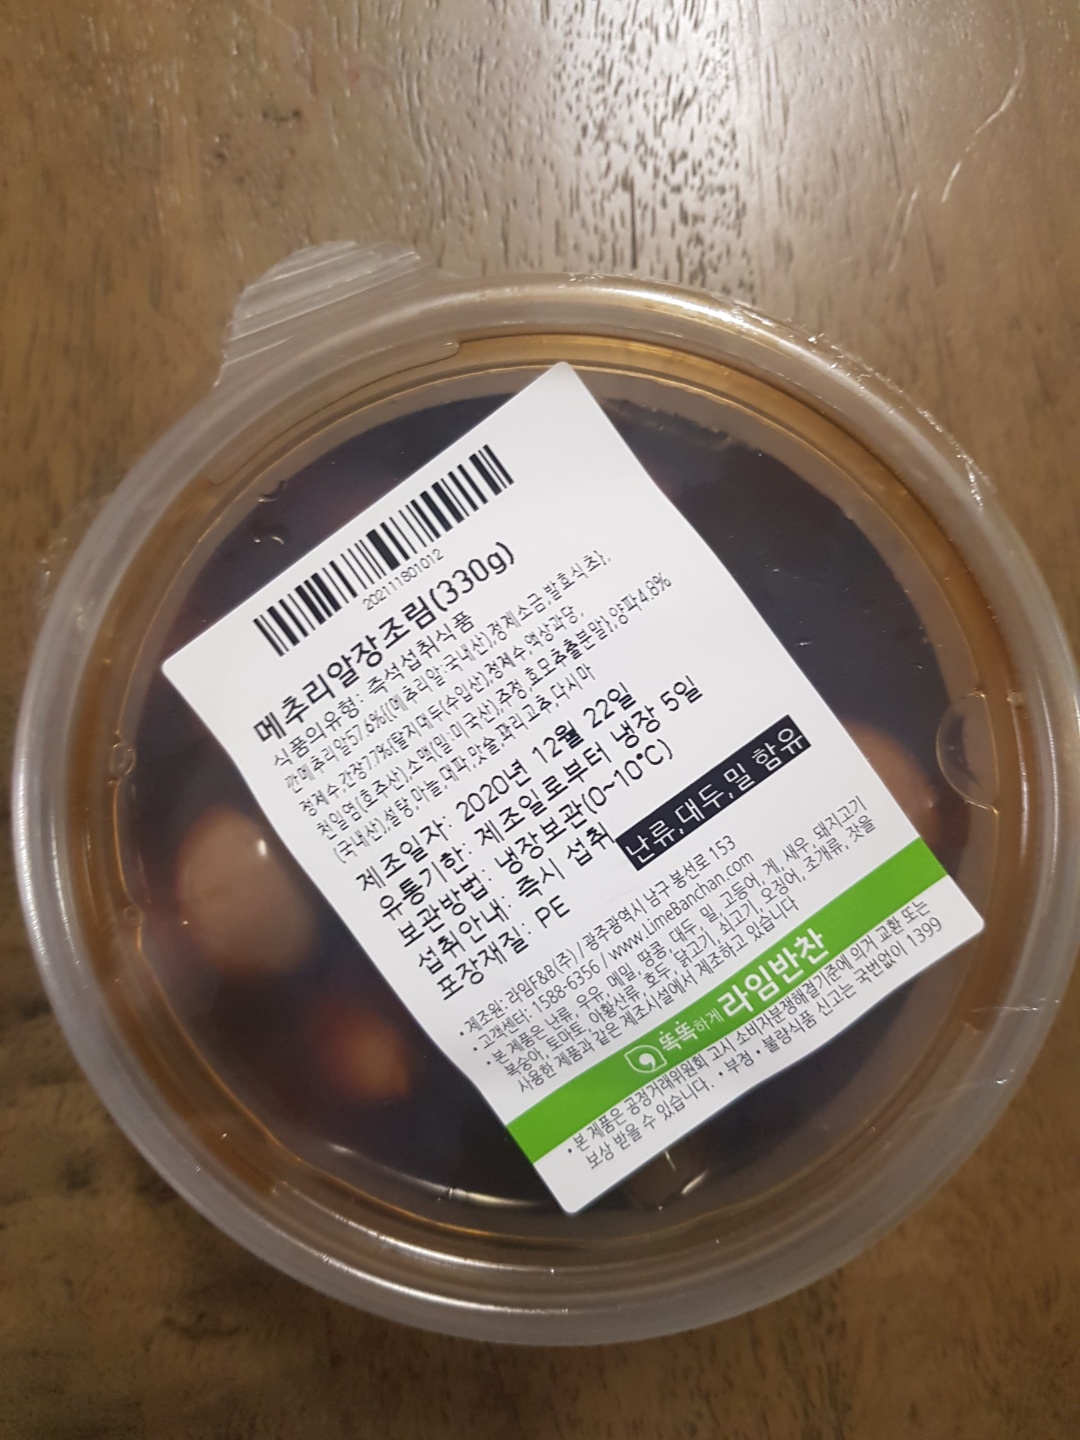 202111801012
메추리알장조림(330g)
식품의유형: 즉석섭취식품
깐메추리알57.6%{(메추리알:국내산),정제소금,발효식초},
정제수,간장7.7%{탈지대두(수입산),정제수,액상과당,
천일염(호주산),소맥(밀:미국산),주정,효모추출분말},양파4.8%
(국내산),설탕,마늘,대파,맛술,꽈리고추,다시마
제조일자: 2020년 12월 22일
유통기한: 제조일로부터 냉장 5일
보관방법: 냉장보관(0~10℃)
섭취안내: 즉시 섭취
포장재질: PE
난류,대두,밀 함유
• 제조원: 라임F&B(주) / 광주광역시 남구 봉선로 153
• 고객센터: 1588-6356 / www.LimeBanchan.com
• 본 제품은 난류, 우유, 메밀, 땅콩, 대두, 밀, 고등어, 게, 새우, 돼지고기
복숭아, 토마토, 아황산류, 호두, 닭고기, 쇠고기, 오징어, 조개류, 잣을
사용한 제품과 같은 제조시설에서 제조하고 있습니다
똑똑하게 라임반찬
• 본 제품은 공정거래위원회 고시 소비자분쟁해결기준에 의거 교환 또는
보상 받을 수 있습니다. • 부정 • 불량식품 신고는 국번없이 1399